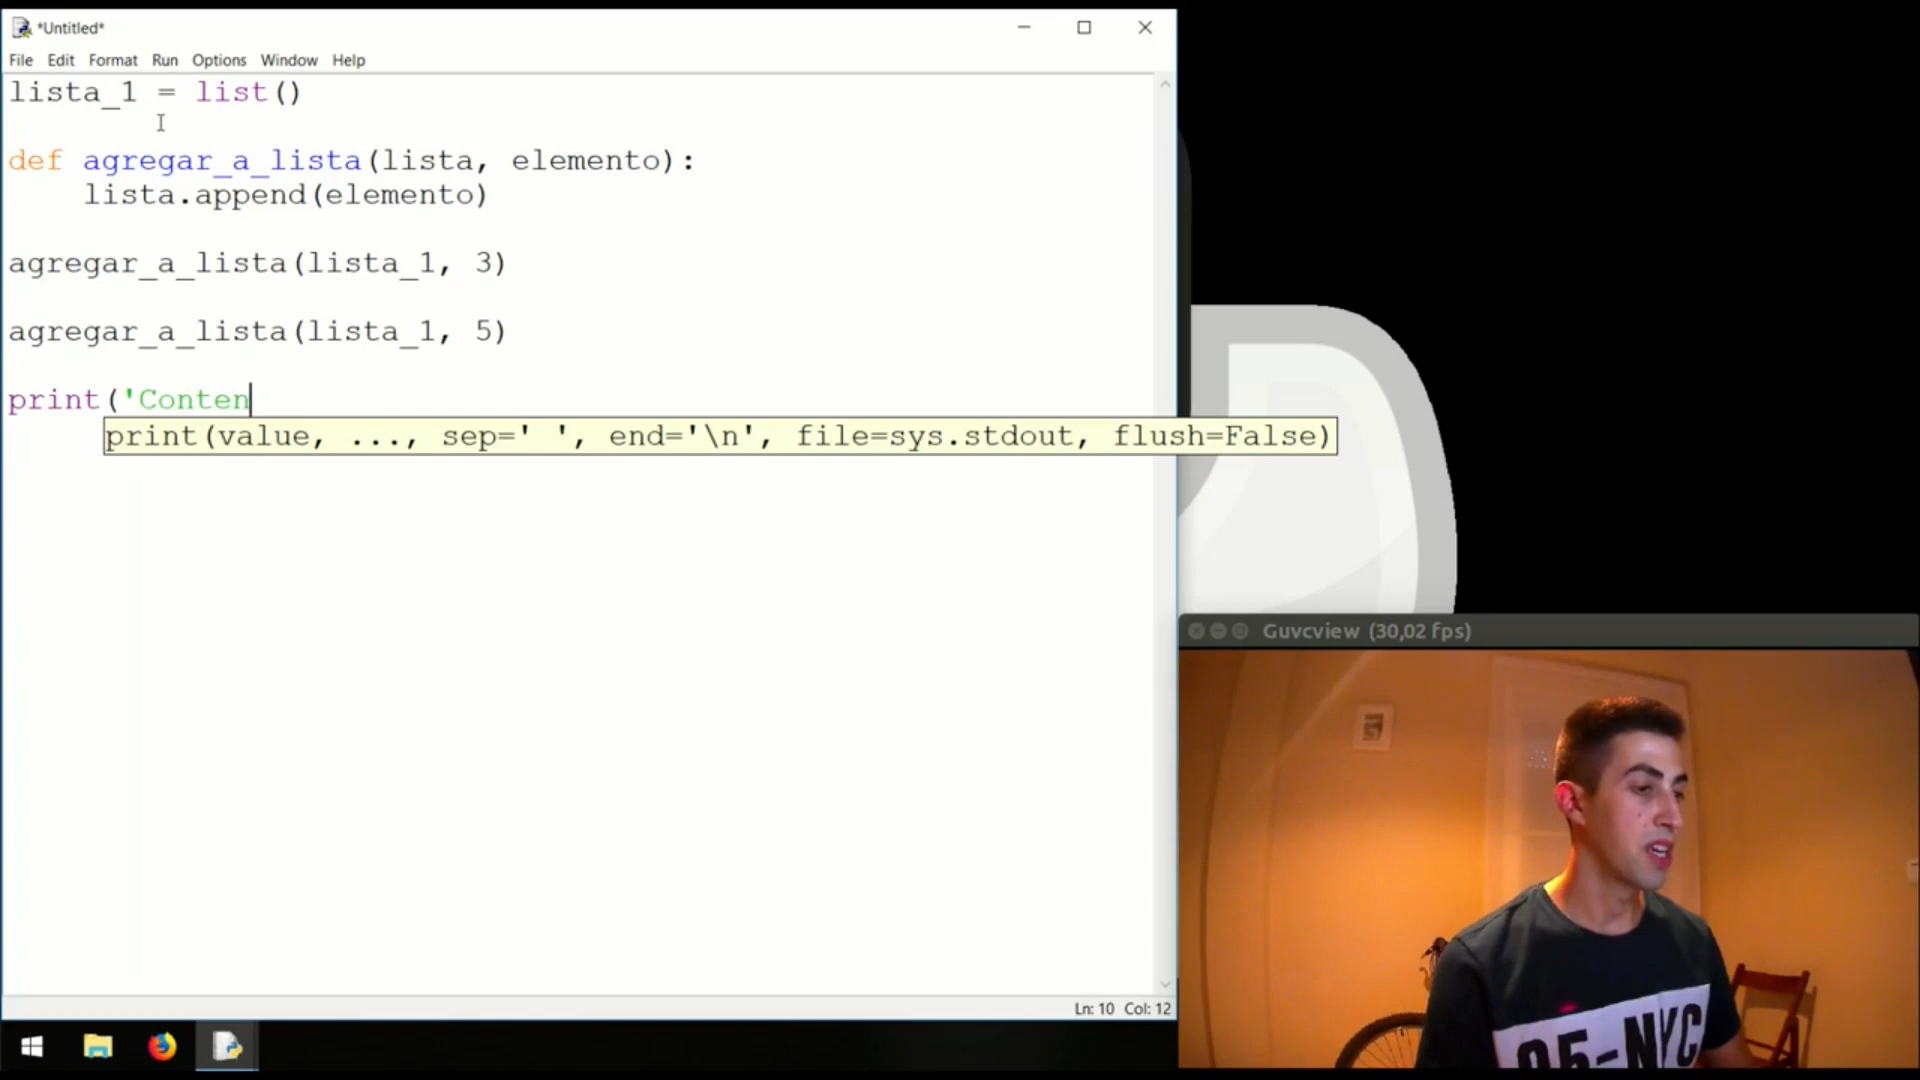 *Untitled*
File Edit Format Run Options Window Help
lista_1 = list()
def agregar_a_lista(lista, elemento):
    lista.append(elemento)
agregar_a_lista(lista_1, 3)
agregar_a_lista(lista_1, 5)
print('Conten
print(value, ..., sep=' ', end='\n', file=sys.stdout, flush=False)
Ln: 10 Col: 12
Guvcview (30,02 fps)
05-NYC